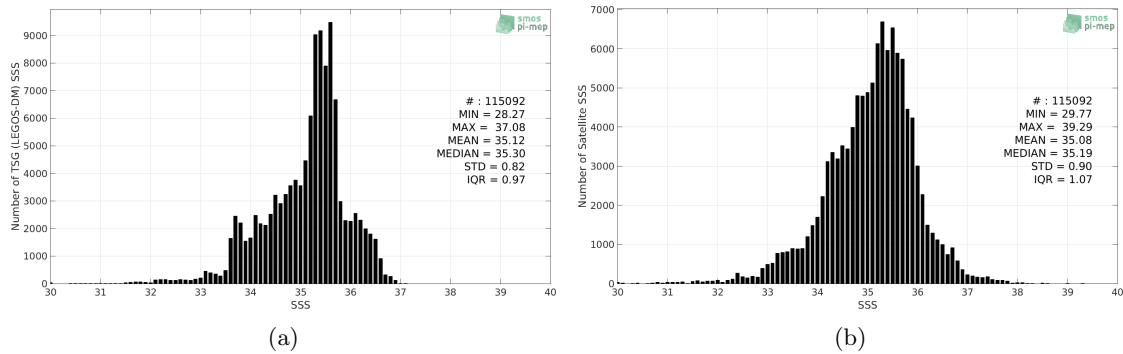 smos
pi-mep
Number of TSG (LEGOS-DM) SSS
9000
8000
7000
6000
5000
4000
3000
2000
1000
0
# : 115092
MIN = 28.27
MAX = 37.08
MEAN = 35.12
MEDIAN = 35.30
STD = 0.82
IQR = 0.97
30 31 32 33 34 35 36 37 38 39 40
SSS
(a)
smos
pi-mep
Number of Satellite SSS
7000
6000
5000
4000
3000
2000
1000
0
# : 115092
MIN = 29.77
MAX = 39.29
MEAN = 35.08
MEDIAN = 35.19
STD = 0.90
IQR = 1.07
30 31 32 33 34 35 36 37 38 39 40
SSS
(b)